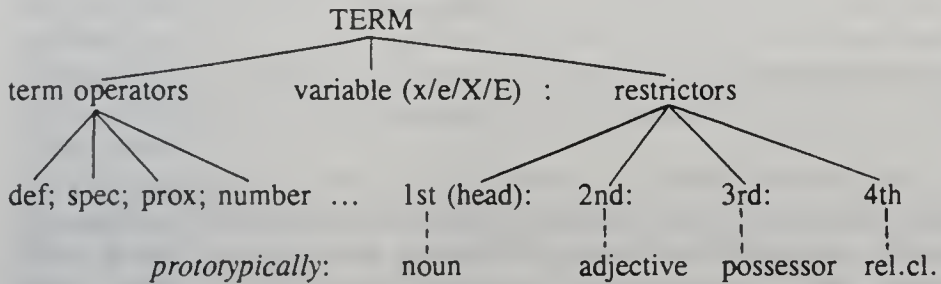 TERM
term operators variable (x/e/X/E) : restrictors
def; spec; prox; number ... 1st (head): 2nd: 3rd: 4th
prototypically: noun adjective possessor rel.cl.